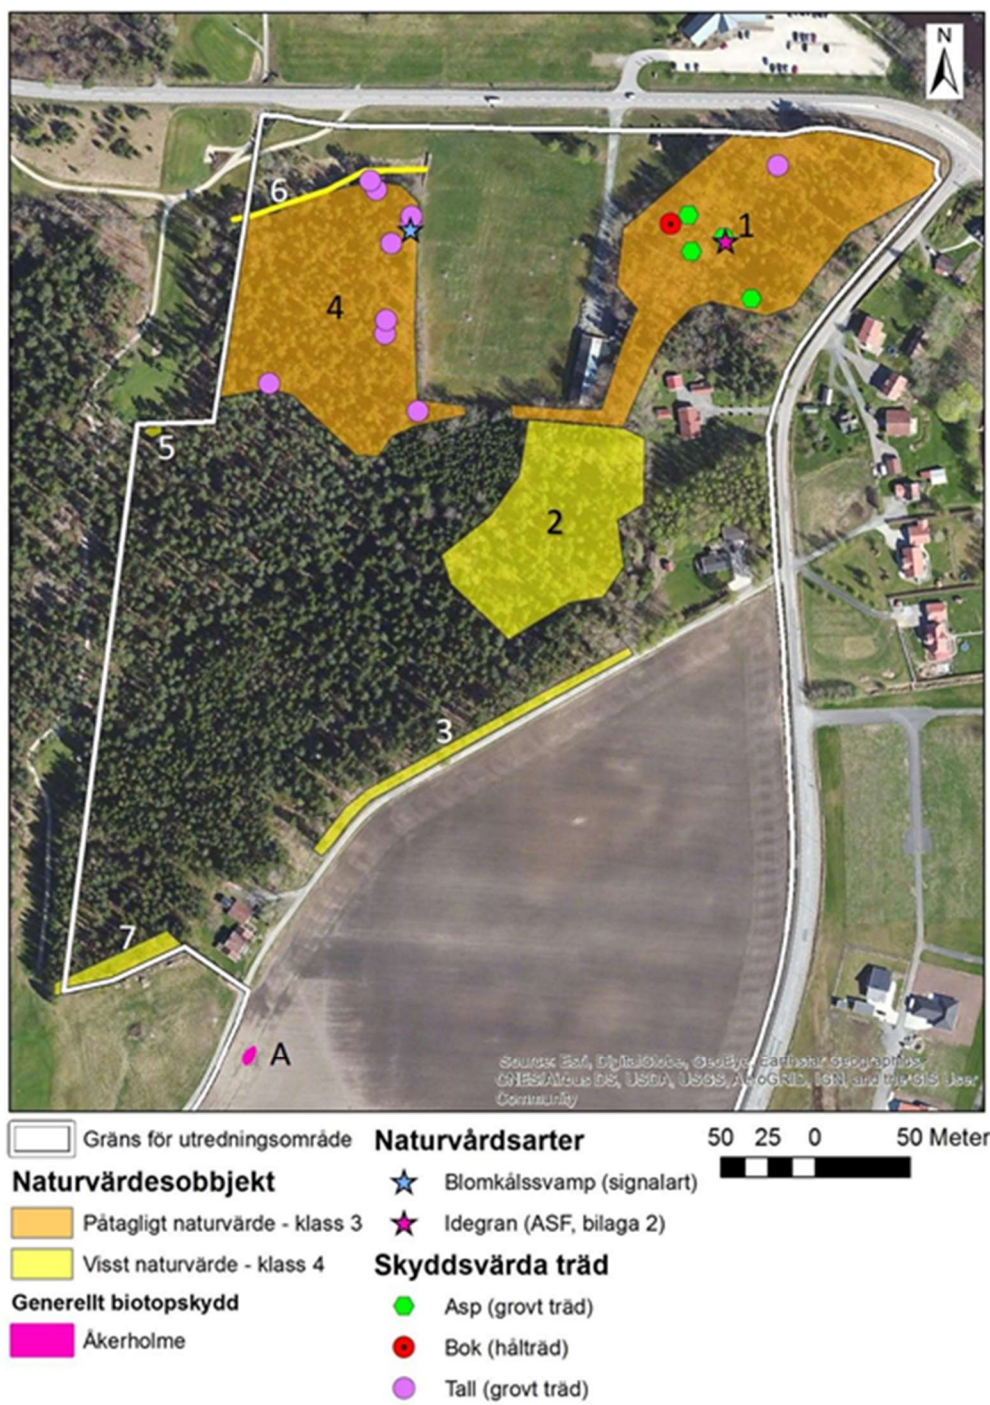 N
6
1
4
5
2
3
7
A
Source: Esri, DigitalGlobe, GeoEye, Earthstar Geographics,
CNES/Airbus DS, USDA, USGS, AeroGRID, IGN, and the GIS User
Community
Gräns för utredningsområde
Naturvärdesobbjekt
Påtagligt naturvärde - klass 3
Visst naturvärde - klass 4
Generellt biotopskydd
Åkerholme
Naturvårdsarter
Blomkålssvamp (signalart)
Idegran (ASF, bilaga 2)
Skyddsvärda träd
Asp (grovt träd)
Bok (hålträd)
Tall (grovt träd)
50 25 0 50 Meter